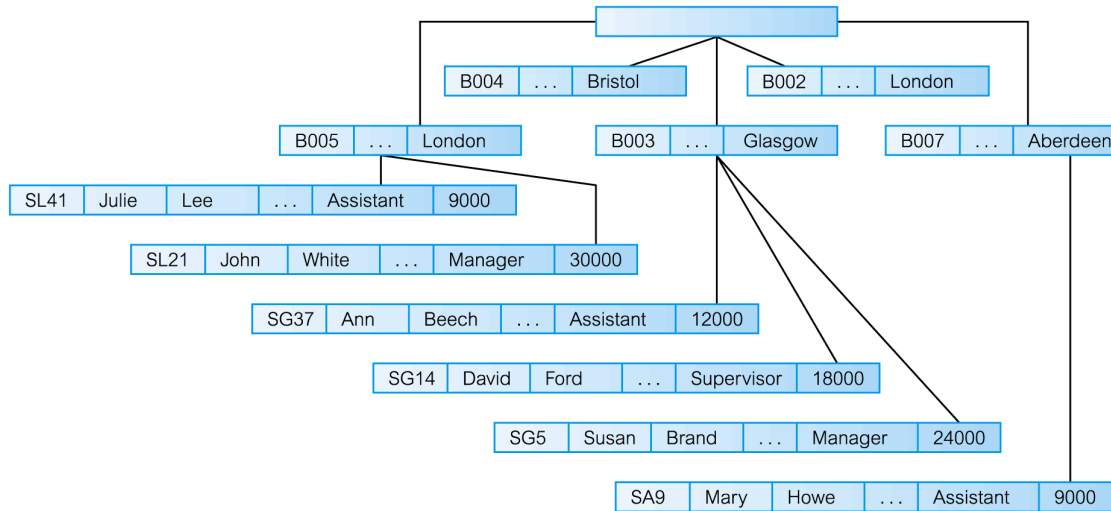 B004 ... Bristol
B002 ... London
B005 ... London
B003 ... Glasgow
B007 ... Aberdeen
SL41 Julie Lee ... Assistant 9000
SL21 John White ... Manager 30000
SG37 Ann Beech ... Assistant 12000
SG14 David Ford ... Supervisor 18000
SG5 Susan Brand ... Manager 24000
SA9 Mary Howe ... Assistant 9000